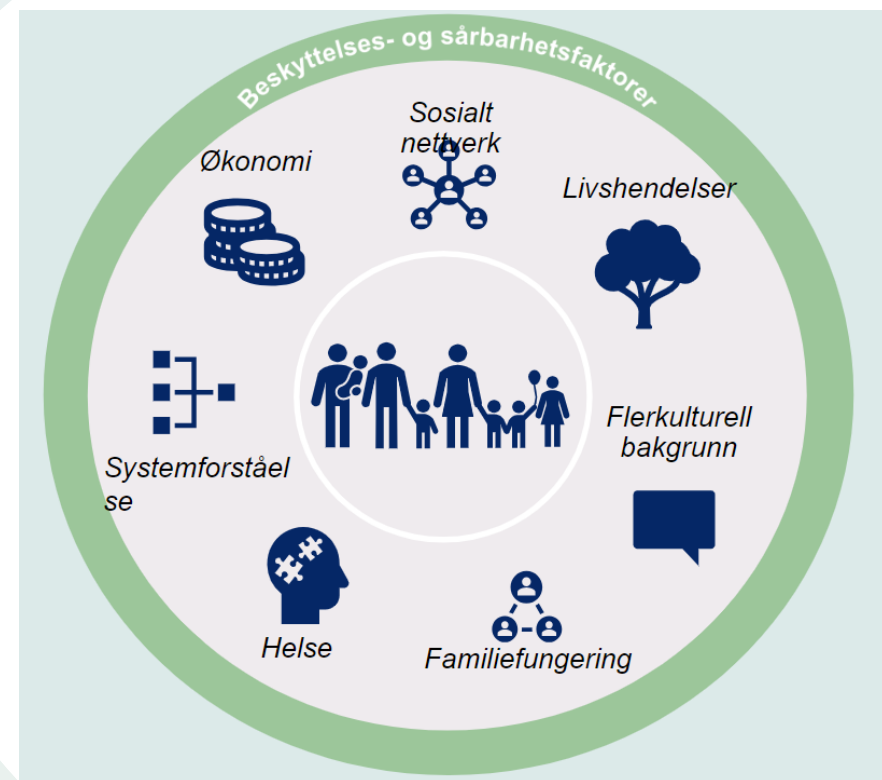 Beskyttelses- og sårbarhetsfaktorer
Sosialt
nettverk
Økonomi
Livshendelser
Flerkulturell
bakgrunn
Systemforståel
se
Helse
Familiefungering